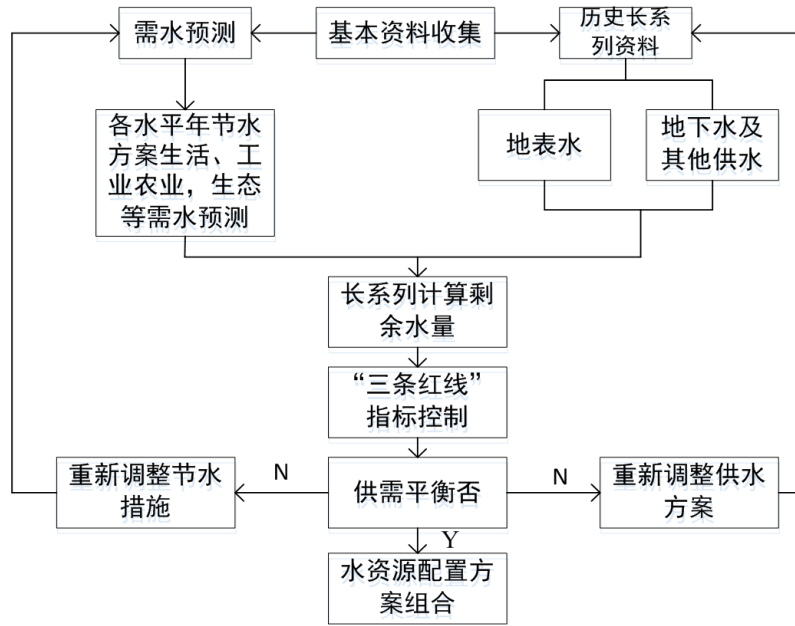 需水预测
基本资料收集
历史长系
列资料
各水平年节水
方案生活、工
业农业，生态
等需水预测
地表水
地下水及
其他供水
长系列计算剩
余水量
“三条红线”
指标控制
重新调整节水
措施
N
供需平衡否
N
重新调整供水
方案
Y
水资源配置方
案组合